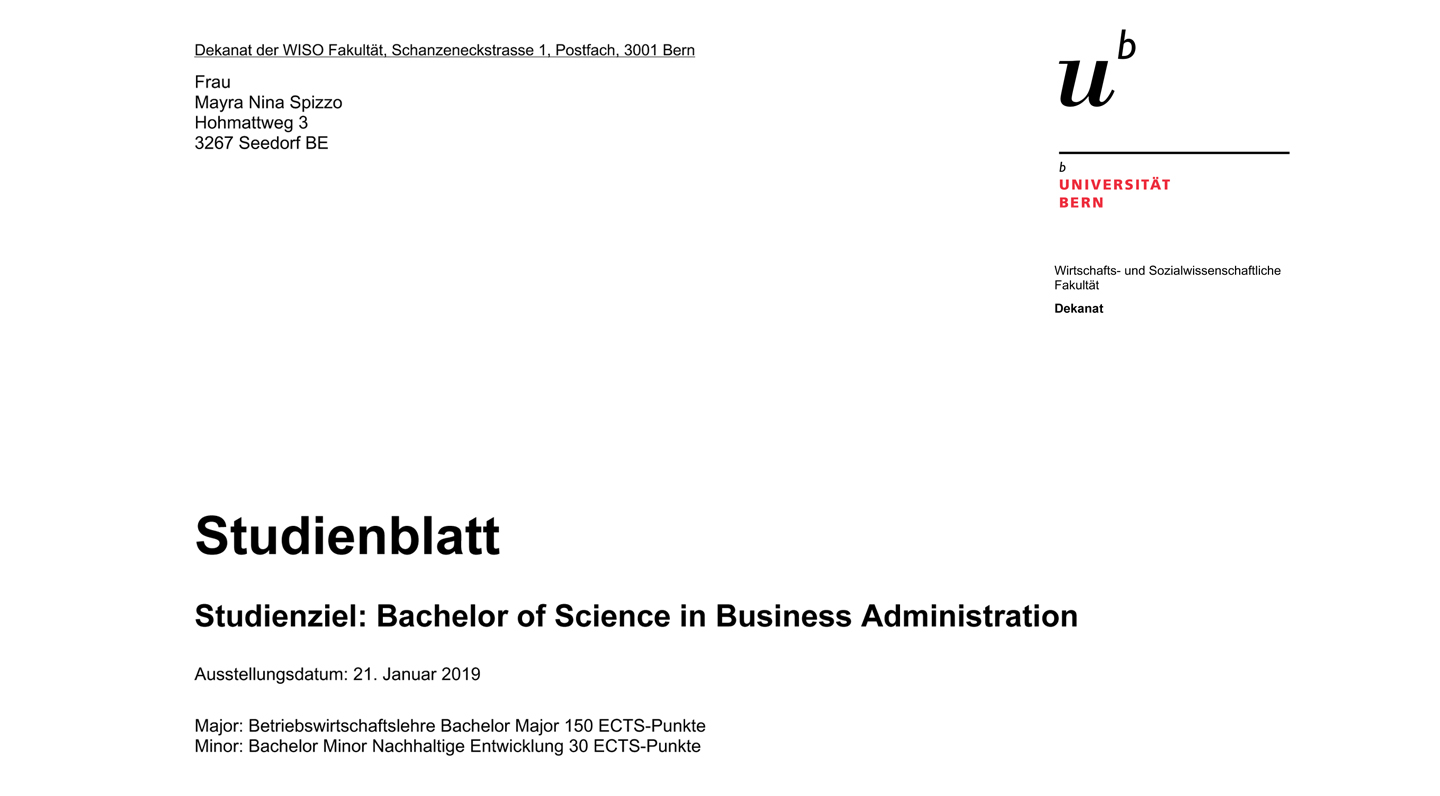 Dekanat der WISO Fakultät, Schanzeneckstrasse 1, Postfach, 3001 Bern
Frau
Mayra Nina Spizzo
Hohmattweg 3
3267 Seedorf BE
u b
b
UNIVERSITÄT
BERN
Wirtschafts- und Sozialwissenschaftliche
Fakultät
Dekanat
Studienblatt
Studienziel: Bachelor of Science in Business Administration
Ausstellungsdatum: 21. Januar 2019
Major: Betriebswirtschaftslehre Bachelor Major 150 ECTS-Punkte
Minor: Bachelor Minor Nachhaltige Entwicklung 30 ECTS-Punkte